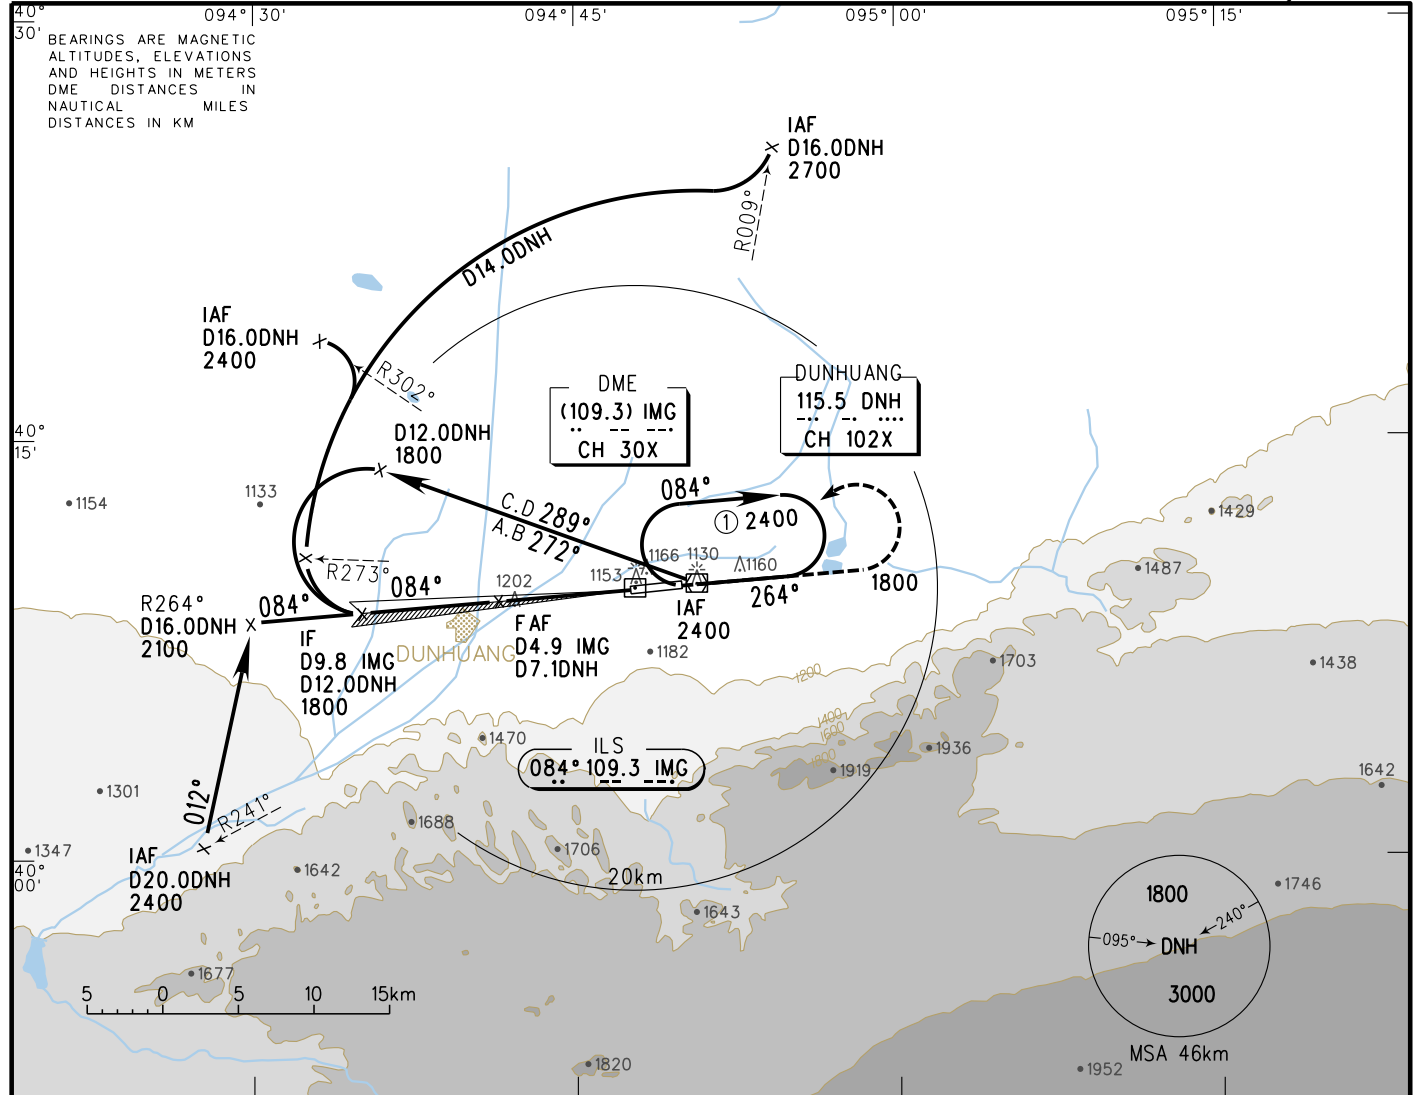 094°30' 094°45' 095°00' 095°15'
40°
30'
BEARINGS ARE MAGNETIC
ALTITUDES, ELEVATIONS
AND HEIGHTS IN METERS
DME DISTANCES IN
NAUTICAL MILES
DISTANCES IN KM
IAF
D16.0DNH
2700
R009°
D14.0DNH
IAF
D16.0DNH
2400
R302°
DME
(109.3) IMG
CH 30X
DUNHUANG
115.5 DNH
CH 102X
40°
15'
D12.0DNH
1800
1154
1133
C.D 289°
A.B 272°
084°
① 2400
1429
1166
1130
1160
1153
1487
R273°
084°
1202
264°
1800
R264°
D16.0DNH
2100
084°
IAF
2400
IF
D9.8 IMG
D12.0DNH
1800
DUNHUANG
FAF
D4.9 IMG
D7.1DNH
1182
1703
1438
1200
1400
1600
1800
1470
ILS
084° 109.3 IMG
1936
1919
1642
012°
R241°
1301
1688
1706
1347
40°
00'
IAF
D20.0DNH
2400
1642
20km
1643
1746
1800
095°
240°
DNH
3000
MSA 46km
1677
5 0 5 10 15km
1820
1952